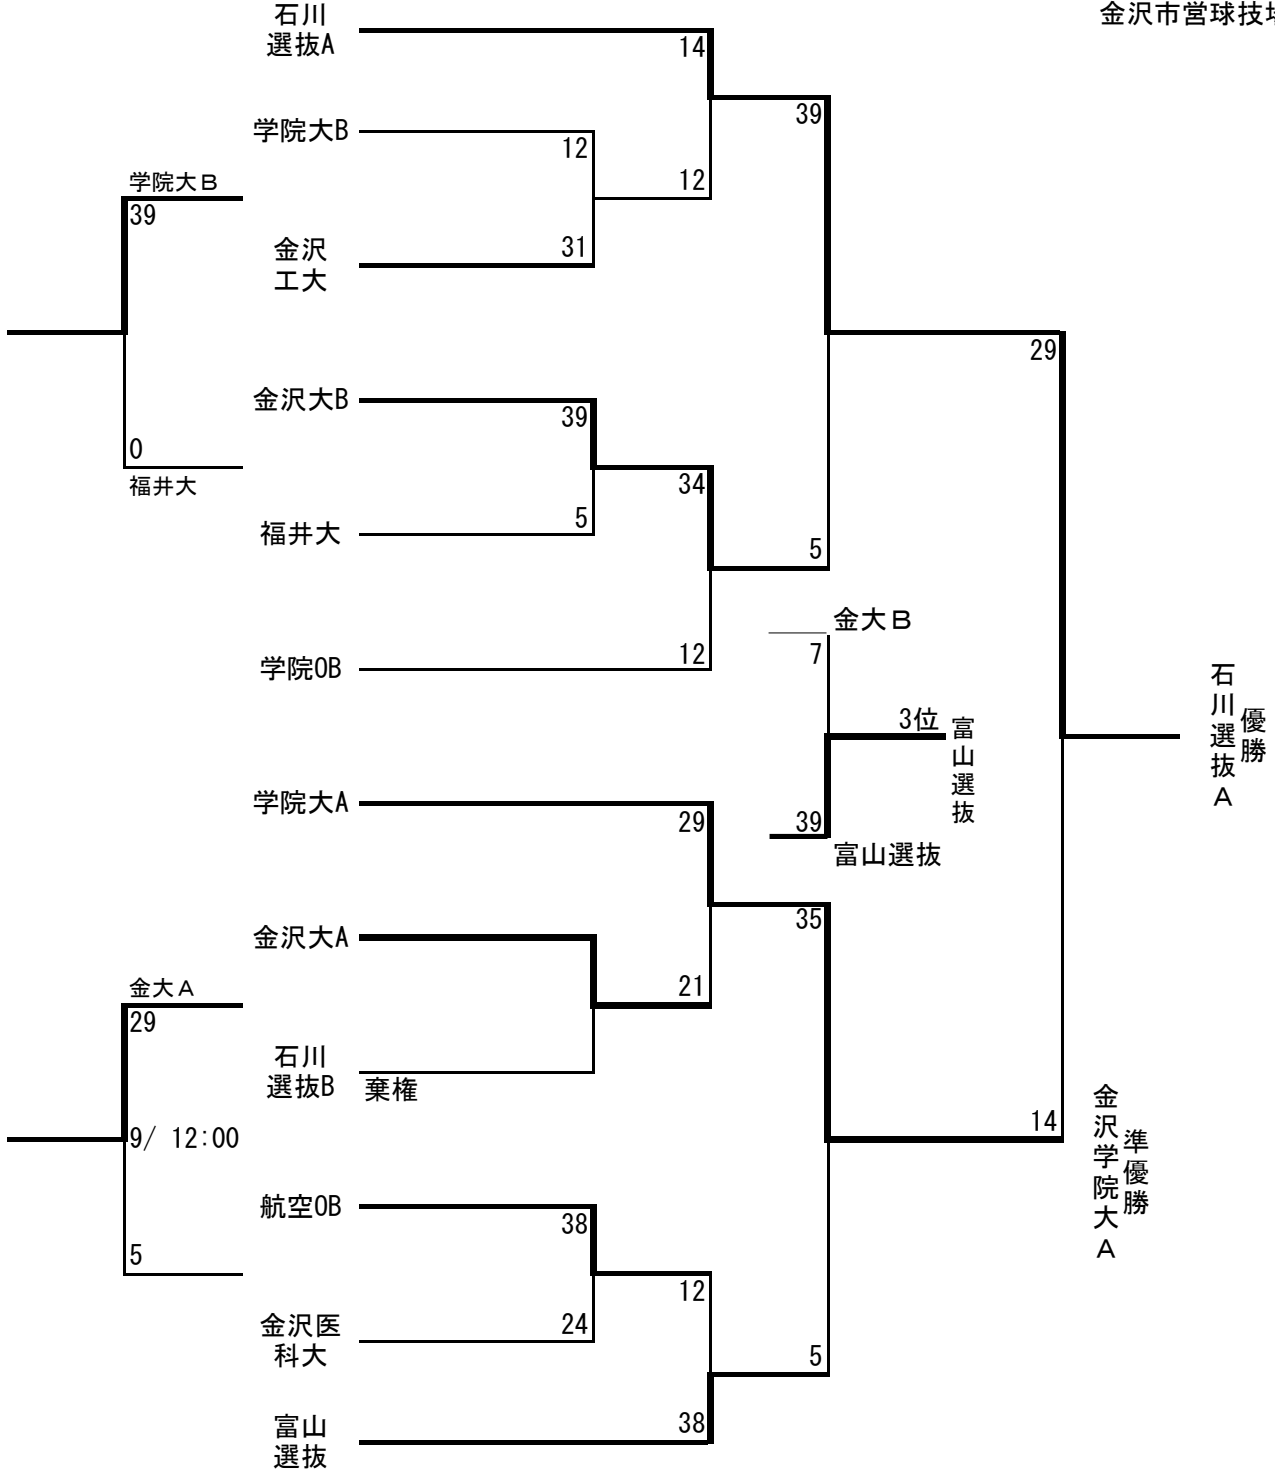 金沢市営球技
石川
選抜A
14
39
学院大B
12
12
学院大B
39
31
金沢
工大
29
金沢大B
39
0
福井大
34
5
福井大
5
金大B
7
12
学院OB
3位
富山選抜
石川選抜A
優勝
学院大A
29
39
富山選抜
35
金沢大A
21
金大A
29
石川
選抜B
棄権
9/ 12:00
14
金沢学院大A
準優勝
航空OB
38
5
12
24
金沢医
科大
5
38
富山
選抜